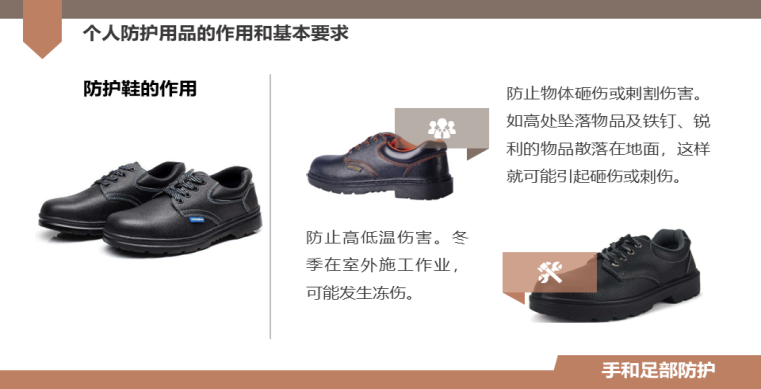 个人防护用品的作用和基本要求
防护鞋的作用
防止高低温伤害。冬
季在室外施工作业，
可能发生冻伤。
防止物体砸伤或刺割伤害。
如高处坠落物品及铁钉、锐
利的物品散落在地面，这样
就可能引起砸伤或刺伤。
手和足部防护